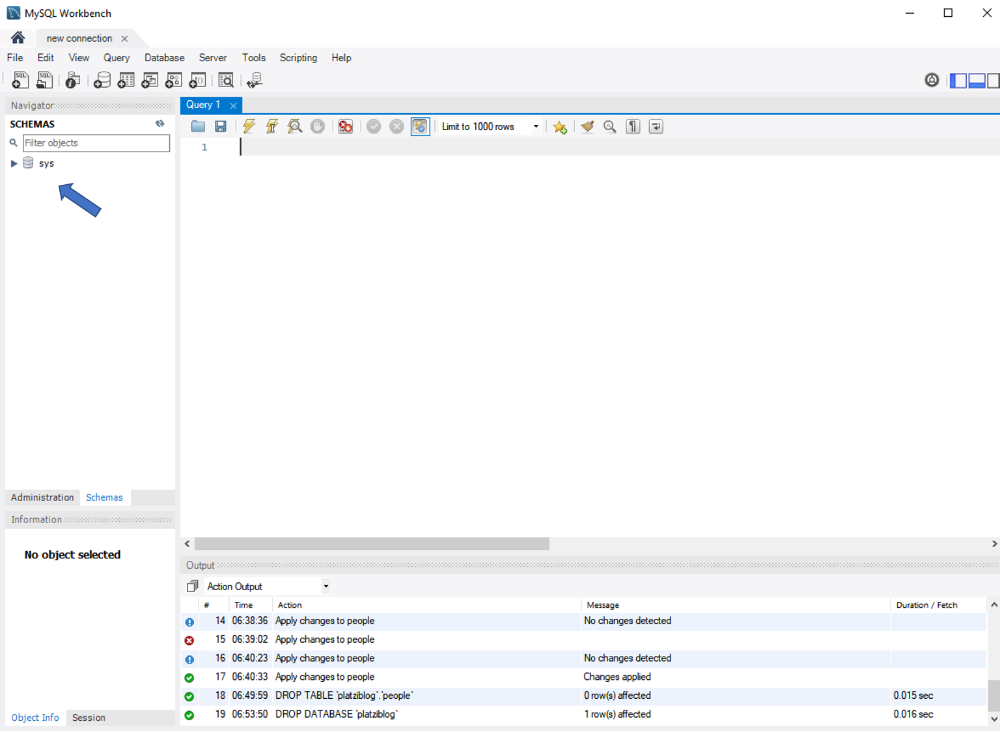 MySQL Workbench
new connection
File Edit View Query Database Server Tools Scripting Help
Navigator
SCHEMAS
Filter objects
sys
Administration Schemas
Information
No object selected
Object Info Session
Query 1
Limit to 1000 rows
1
Output
Action Output
# Time Action Message Duration / Fetch
14 06:38:36 Apply changes to people No changes detected
15 06:39:02 Apply changes to people
16 06:40:23 Apply changes to people No changes detected
17 06:40:33 Apply changes to people Changes applied
18 06:49:59 DROP TABLE `platziblog`.`people` 0 row(s) affected 0.015 sec
19 06:53:50 DROP DATABASE `platziblog` 1 row(s) affected 0.016 sec